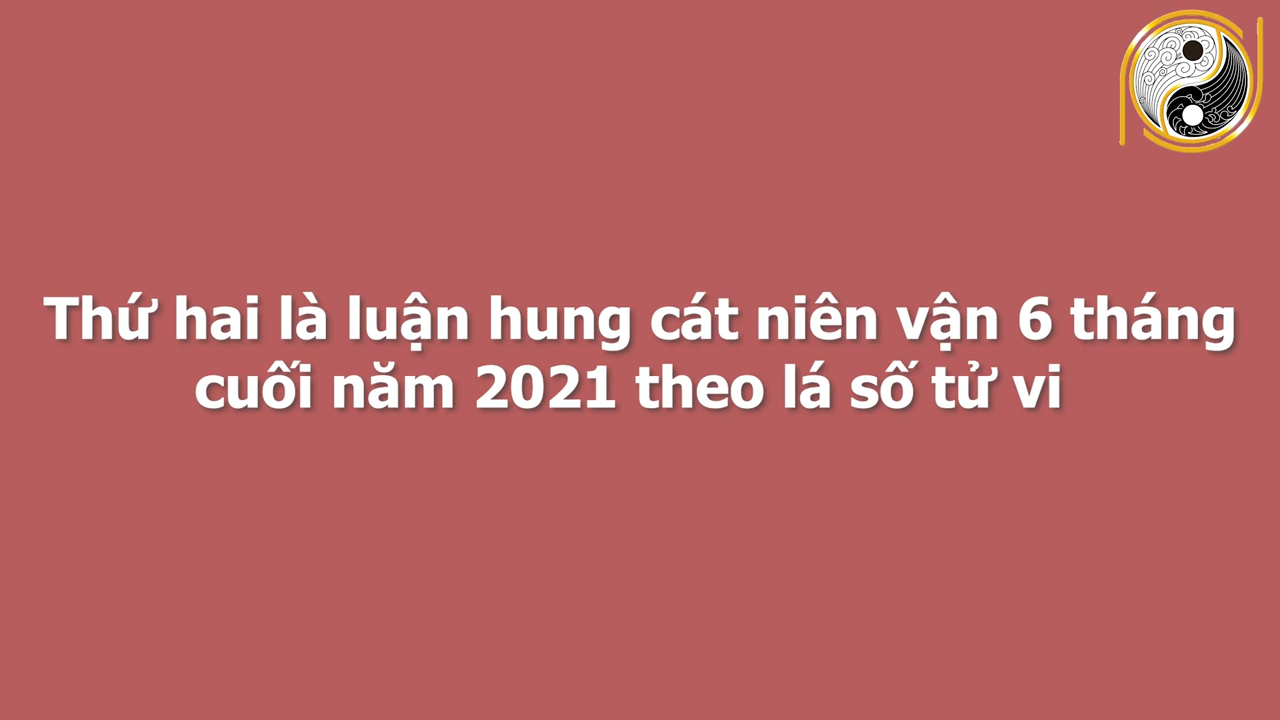 Thứ hai là luận hung cát niên vận 6 tháng
cuối năm 2021 theo lá số tử vi